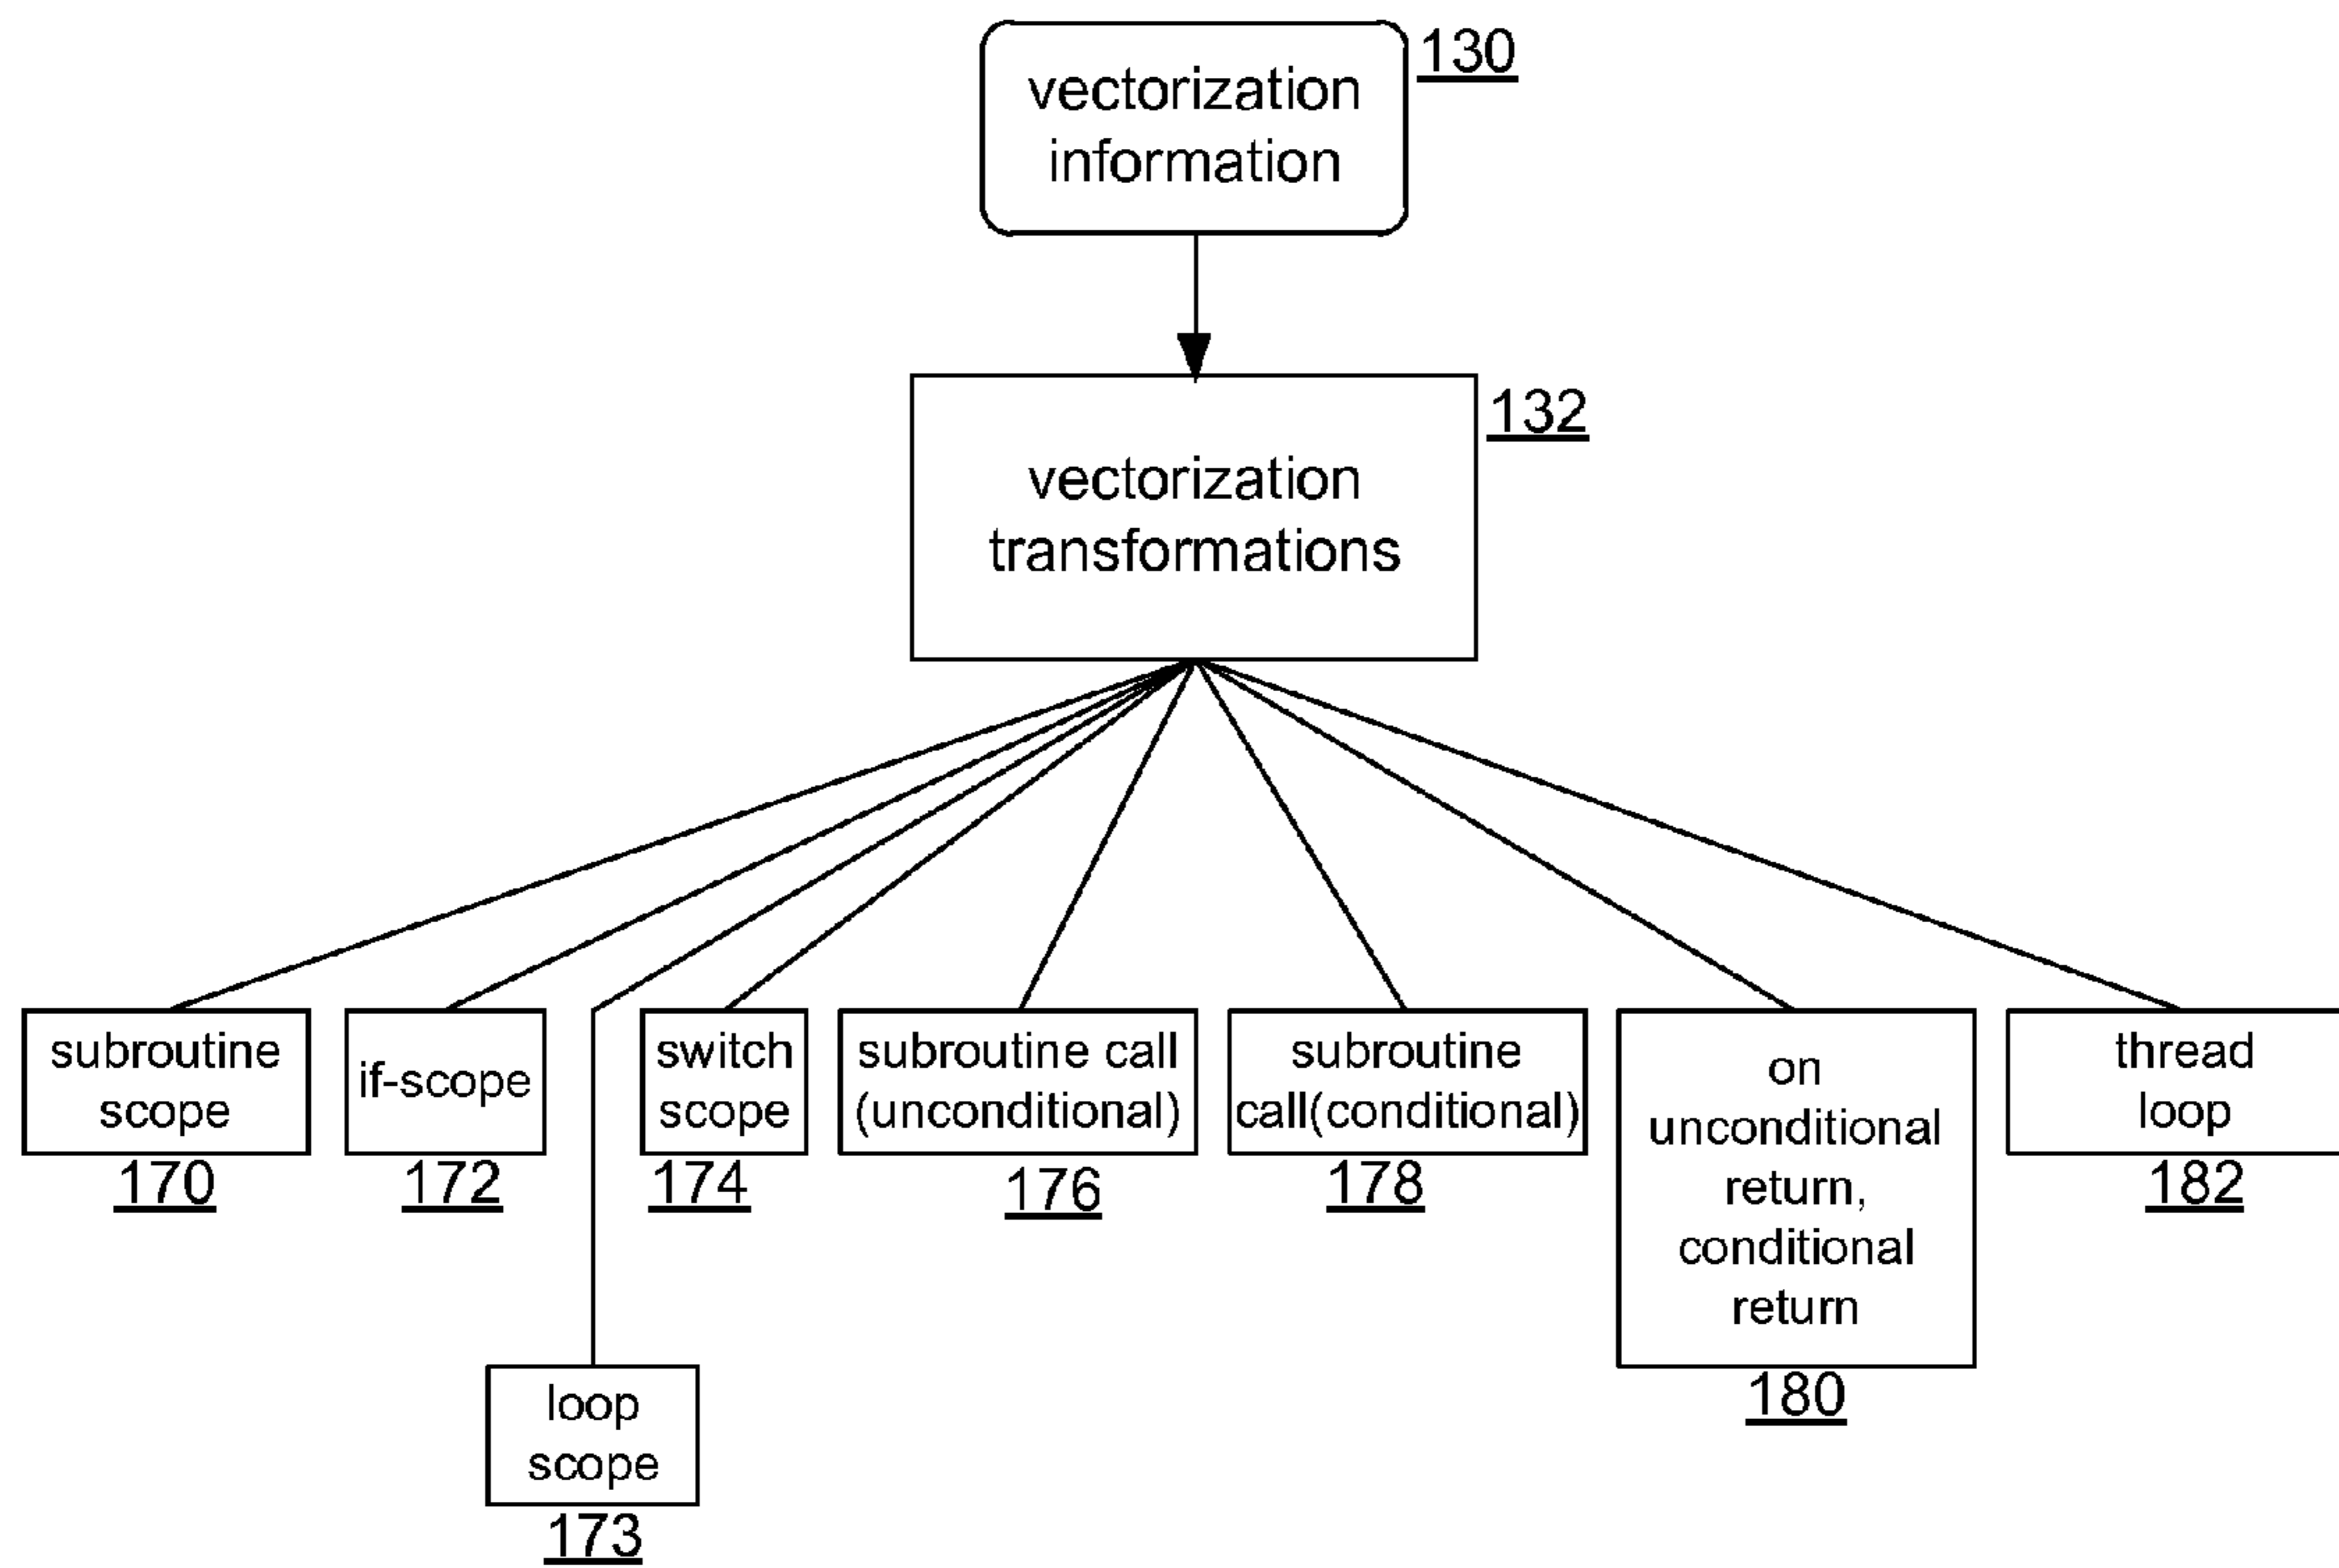 vectorization
information
130
vectorization
transformations
132
subroutine
scope
170
if-scope
172
loop
scope
173
switch
scope
174
subroutine call
(unconditional)
176
subroutine
call(conditional)
178
on
unconditional
return,
conditional
return
180
thread
loop
182